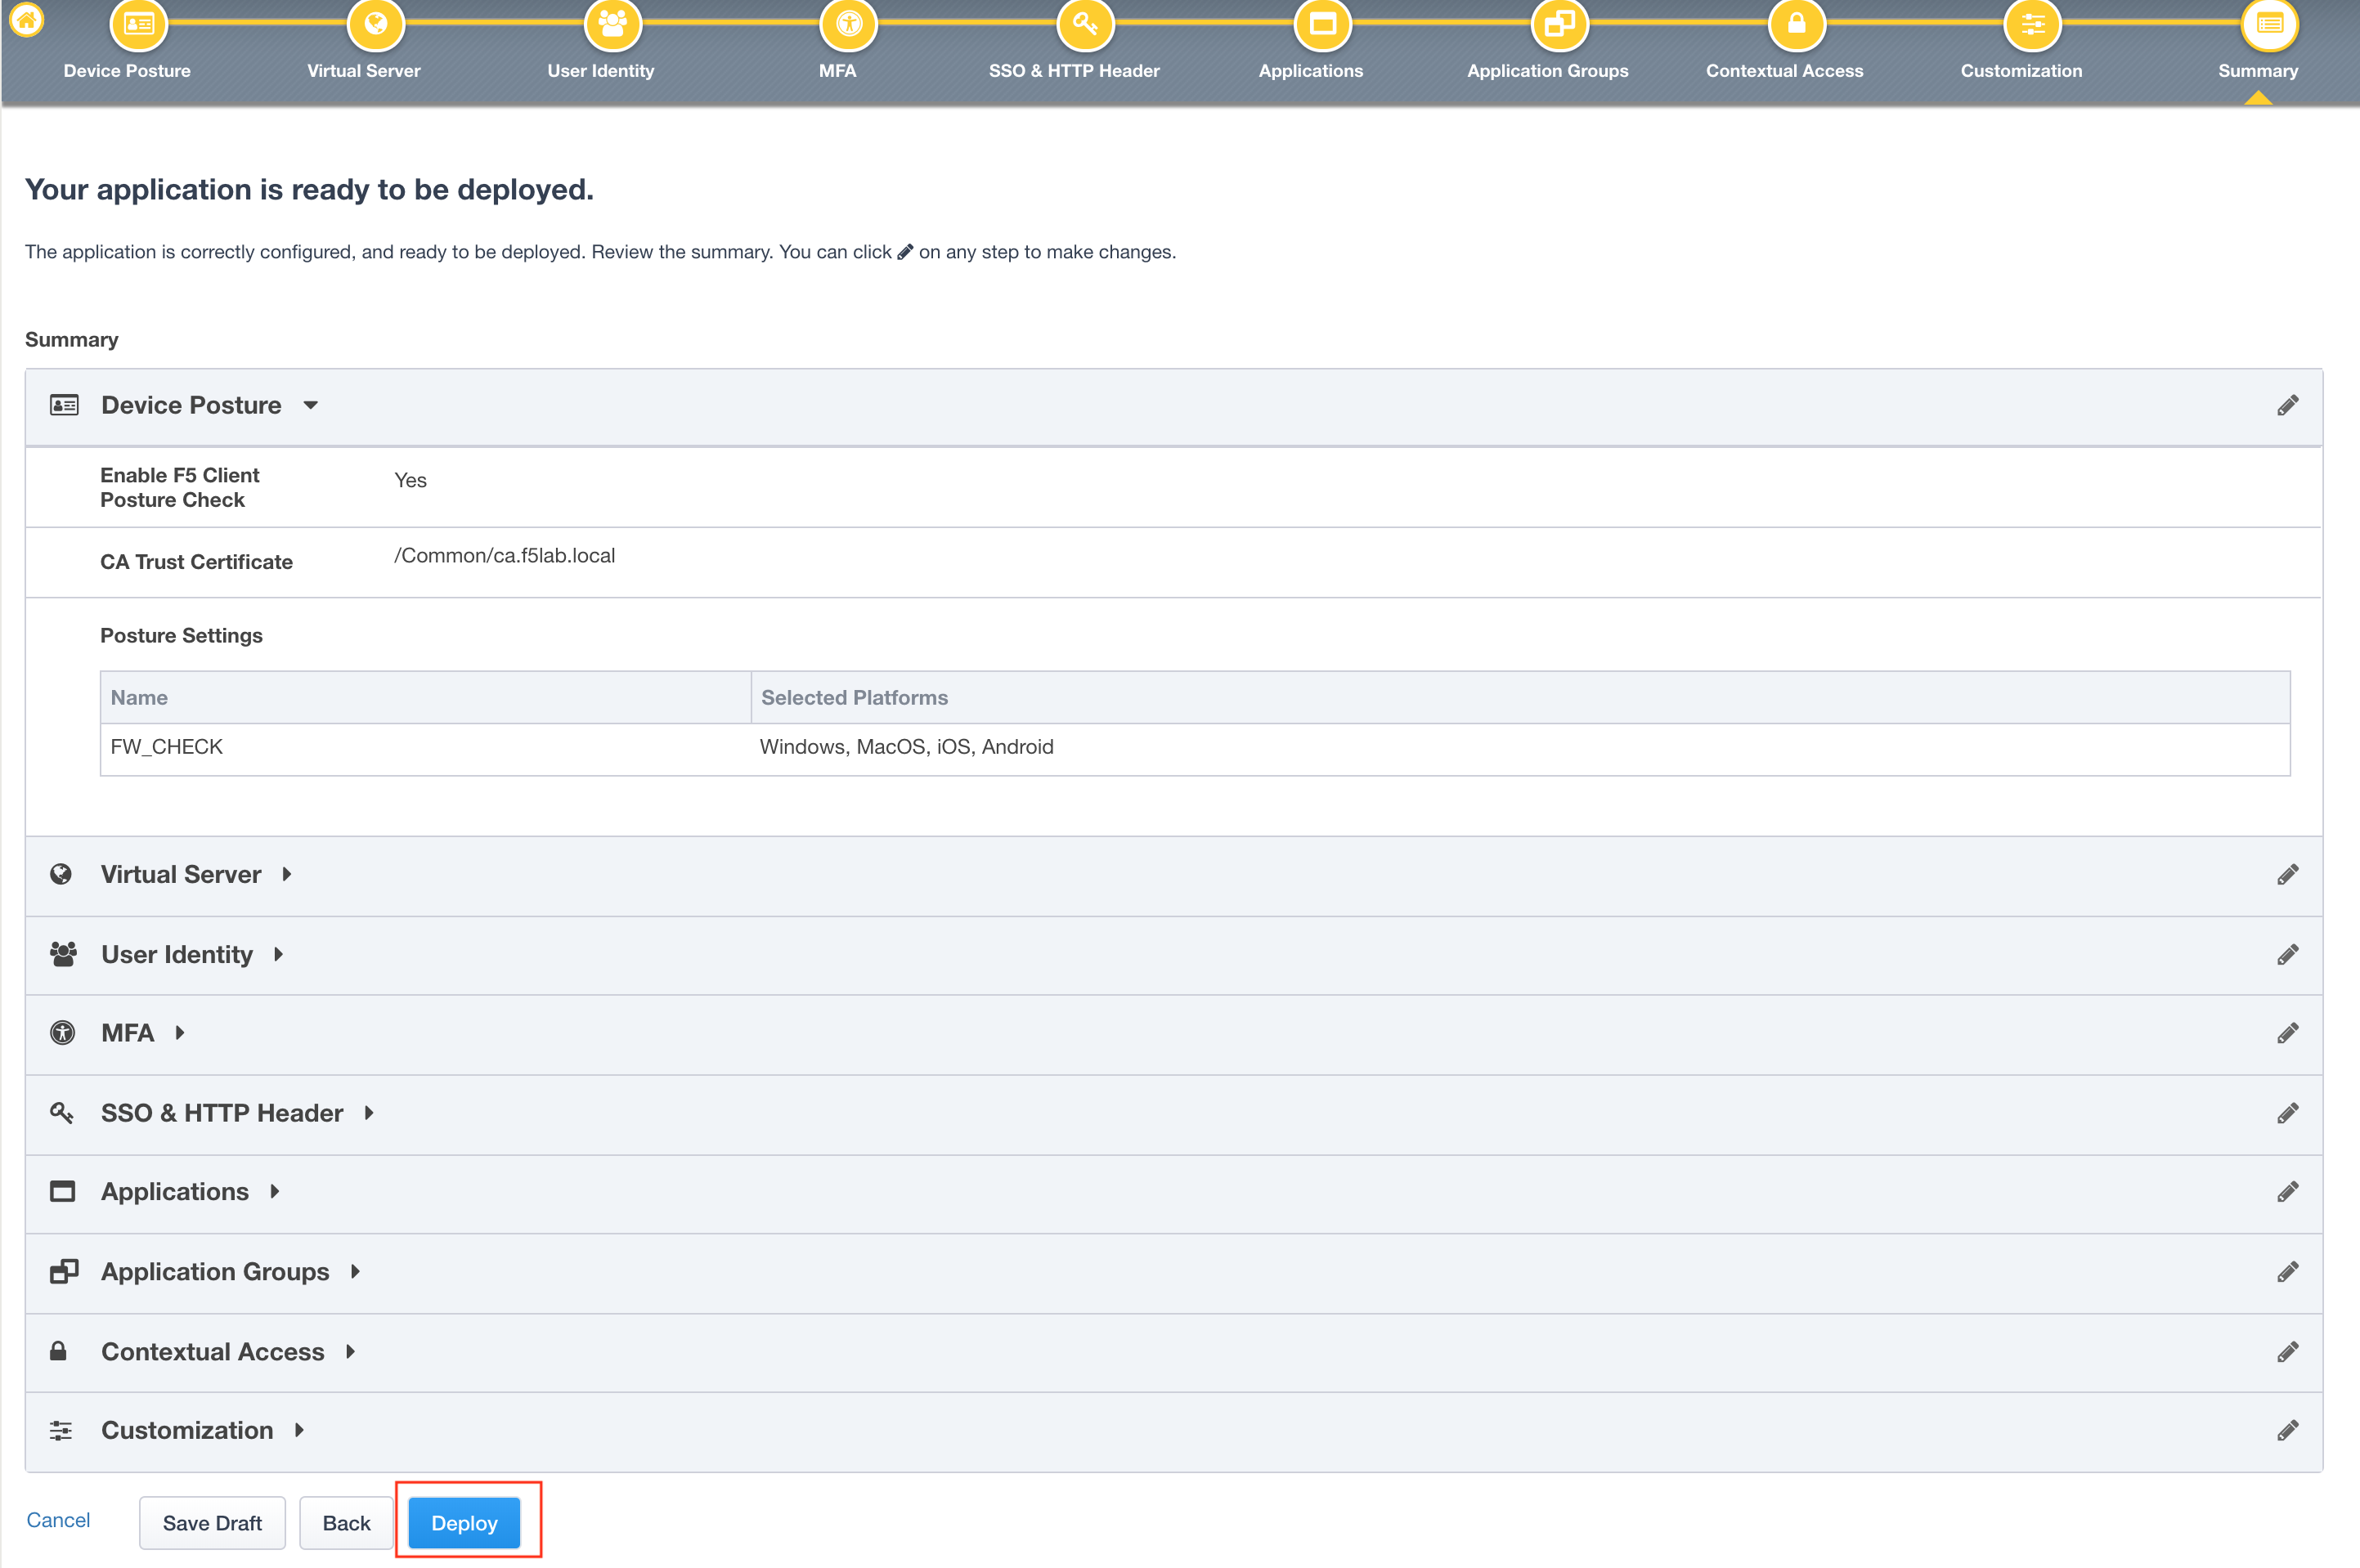 Device Posture
Virtual Server
User Identity
MFA
SSO & HTTP Header
Applications
Application Groups
Contextual Access
Customization
Summary
Your application is ready to be deployed.
The application is correctly configured, and ready to be deployed. Review the summary. You can click on any step to make changes.
Summary
Device Posture
Enable F5 Client
Posture Check
Yes
CA Trust Certificate
/Common/ca.f5lab.local
Posture Settings
Name
Selected Platforms
FW_CHECK
Windows, MacOS, iOS, Android
Virtual Server
User Identity
MFA
SSO & HTTP Header
Applications
Application Groups
Contextual Access
Customization
Cancel
Save Draft
Back
Deploy